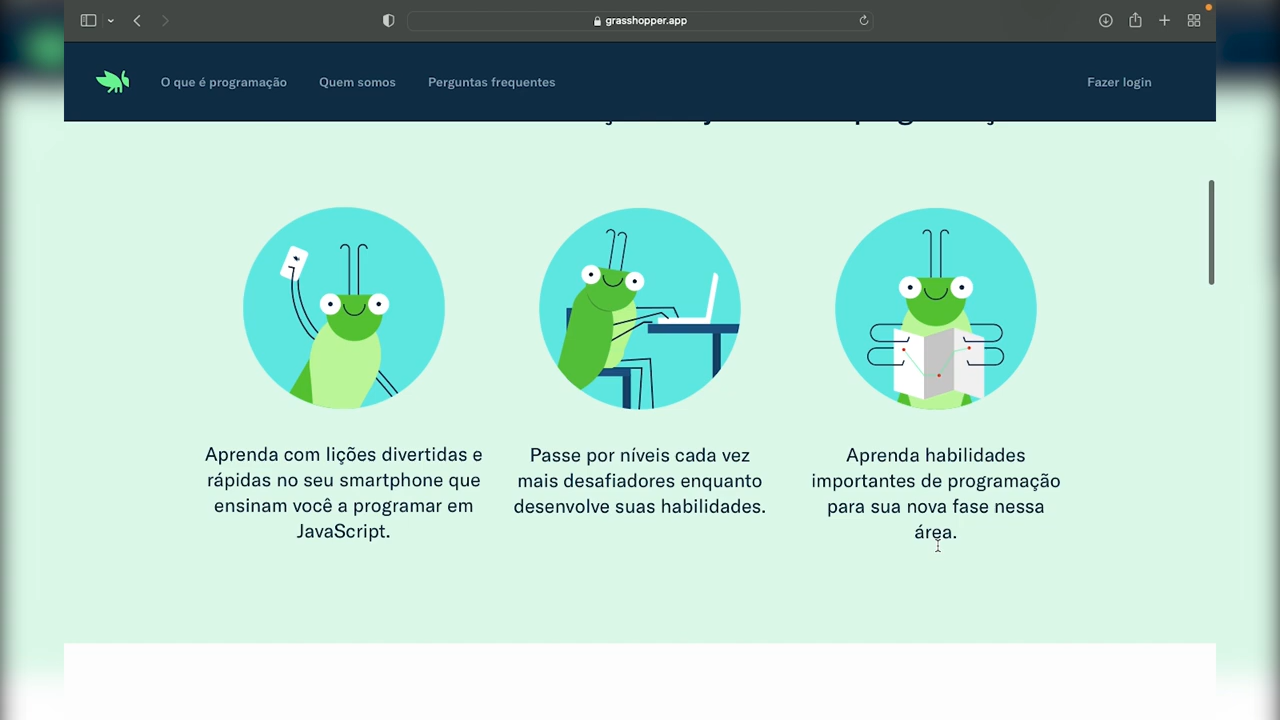 grasshopper.app
O que é programação
Quem somos
Perguntas frequentes
Fazer login
Aprenda com lições divertidas e
rápidas no seu smartphone que
ensinam você a programar em
JavaScript.
Passe por níveis cada vez
mais desafiadores enquanto
desenvolve suas habilidades.
Aprenda habilidades
importantes de programação
para sua nova fase nessa
área.